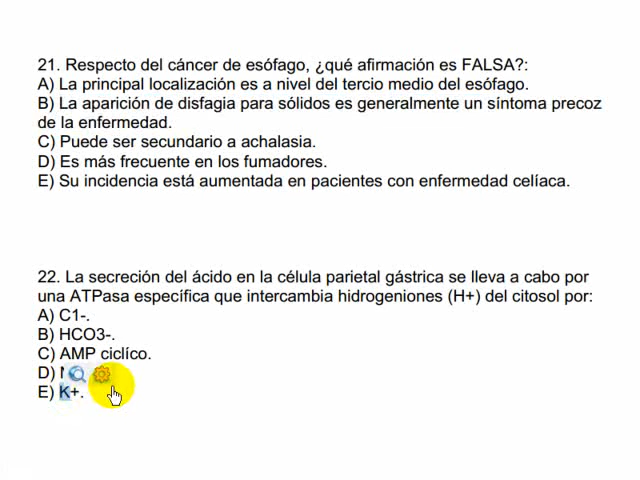 21. Respecto del cáncer de esófago, ¿qué afirmación es FALSA?:
A) La principal localización es a nivel del tercio medio del esófago.
B) La aparición de disfagia para sólidos es generalmente un síntoma precoz
de la enfermedad.
C) Puede ser secundario a achalasia.
D) Es más frecuente en los fumadores.
E) Su incidencia está aumentada en pacientes con enfermedad celíaca.
22. La secreción del ácido en la célula parietal gástrica se lleva a cabo por
una ATPasa específica que intercambia hidrogeniones (H+) del citosol por:
A) C1-.
B) HCO3-.
C) AMP ciclíco.
D)
E) K+.